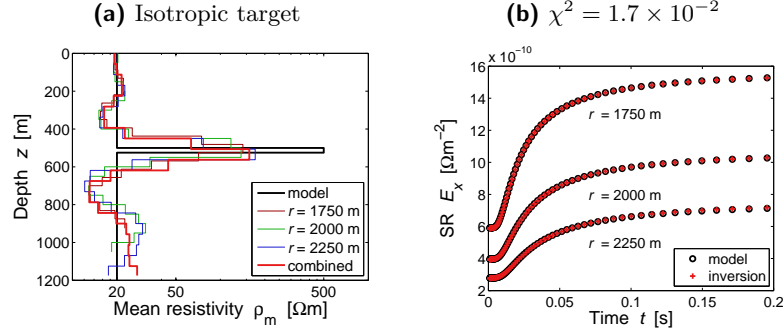 (a) Isotropic target
0
200
400
600
800
1000
1200
Depth z [m]
20
50
500
Mean resistivity ρm [Ωm]
model
r = 1750 m
r = 2000 m
r = 2250 m
combined
(b) χ² = 1.7 × 10⁻²
x 10⁻¹⁰
16
14
12
10
8
6
4
2
SR Ex [Ωm⁻²]
r = 1750 m
r = 2000 m
r = 2250 m
model
inversion
0
0.05
0.1
0.15
0.2
Time t [s]